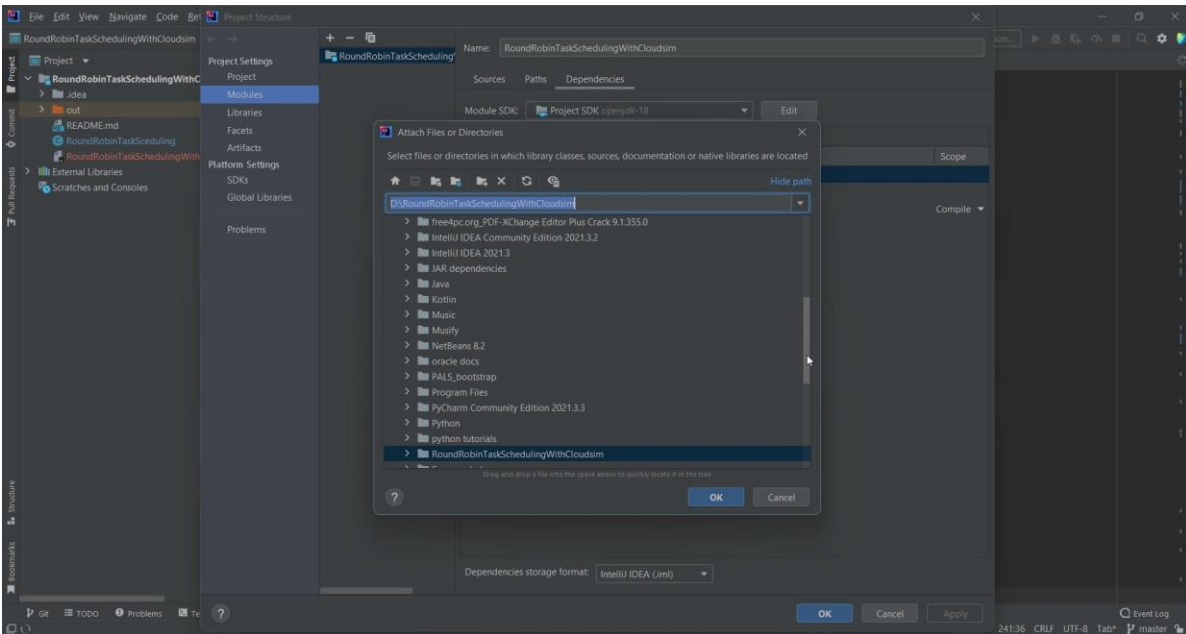 File Edit View Navigate Code Re
Project Structure
RoundRobinTaskSchedulingWithCloudsim
Project
RoundRobinTaskSchedulingWithC
.idea
out
README.md
RoundRobinTaskSceduling
RoundRobinTaskSchedulingWith
External Libraries
Scratches and Consoles
Project
Commit
Pull Requests
Structure
Bookmarks
Project Settings
Project
Modules
Libraries
Facets
Artifacts
Platform Settings
SDKs
Global Libraries
Problems
RoundRobinTaskScheduling
Name: RoundRobinTaskSchedulingWithCloudsim
Sources Paths Dependencies
Module SDK: Project SDK openjdk-18 Edit
Scope
Compile
Attach Files or Directories
Select files or directories in which library classes, sources, documentation or native libraries are located
Hide path
D:\RoundRobinTaskSchedulingWithCloudsim
free4pc.org_PDF-XChange Editor Plus Crack 9.1.355.0
IntelliJ IDEA Community Edition 2021.3.2
IntelliJ IDEA 2021.3
JAR dependencies
Java
Kotlin
Music
Musify
NetBeans 8.2
oracle docs
PALS_bootstrap
Program Files
PyCharm Community Edition 2021.3.3
Python
python tutorials
RoundRobinTaskSchedulingWithCloudsim
Drag and drop a file into the space above to quickly locate it in the tree
? OK Cancel
Dependencies storage format: IntelliJ IDEA (.iml)
? OK Cancel Apply
Git TODO Problems Te
Event Log
241:36 CRLF UTF-8 Tab* master